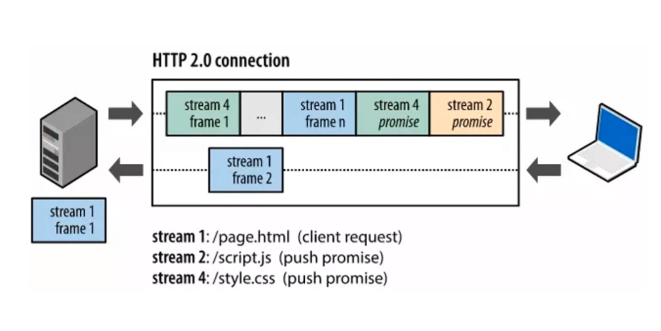 HTTP 2.0 connection
stream 4
frame 1
...
stream 1
frame n
stream 4
promise
stream 2
promise
stream 1
frame 2
stream 1
frame 1
stream 1: /page.html (client request)
stream 2: /script.js (push promise)
stream 4: /style.css (push promise)